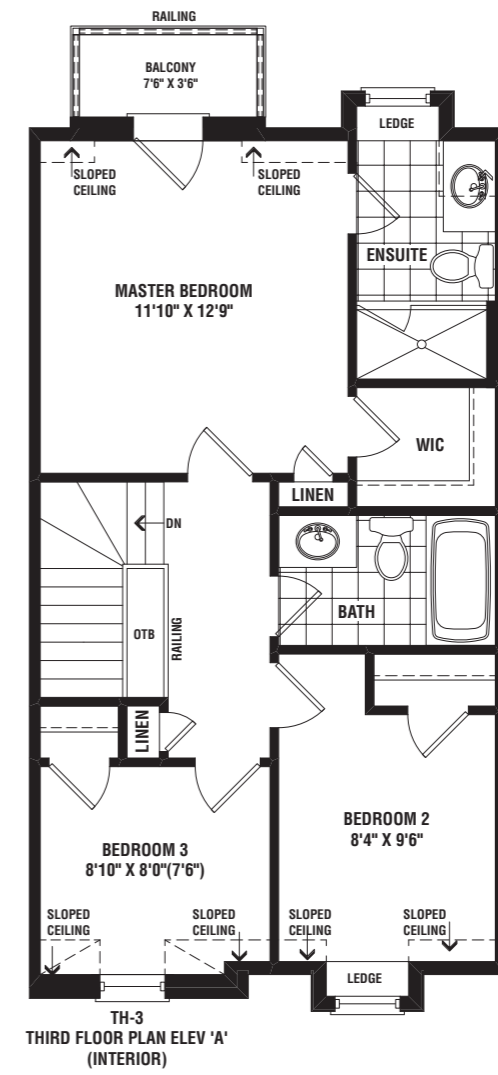 RAILING
BALCONY
7'6" X 3'6"
LEDGE
SLOPED
CEILING
SLOPED
CEILING
ENSUITE
MASTER BEDROOM
11'10" X 12'9"
WIC
LINEN
DN
BATH
OTB
RAILING
LINEN
BEDROOM 2
8'4" X 9'6"
BEDROOM 3
8'10" X 8'0"(7'6")
SLOPED
CEILING
SLOPED
CEILING
SLOPED
CEILING
SLOPED
CEILING
LEDGE
TH-3
THIRD FLOOR PLAN ELEV 'A'
(INTERIOR)